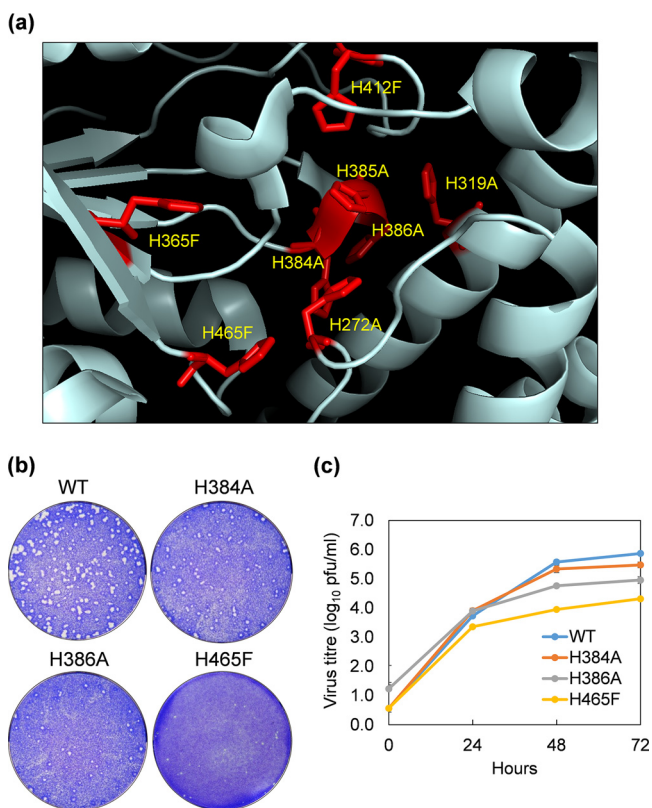 (a)
H412F
H385A
H319A
H365F
H386A
H384A
H465F
H272A
(b)
WT
H384A
H386A
H465F
(c)
Virus titre (log10 pfu/ml)
7.0
6.0
5.0
4.0
3.0
2.0
1.0
0.0
WT
H384A
H386A
H465F
0
24
48
72
Hours